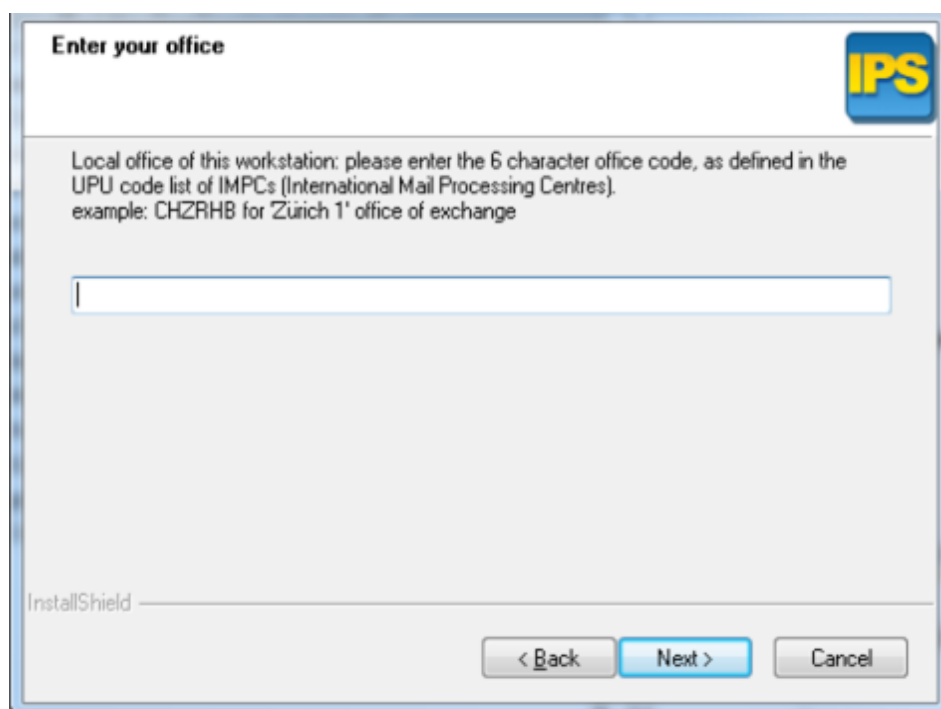 Enter your office
IPS
Local office of this workstation: please enter the 6 character office code, as defined in the
UPU code list of IMPCs (International Mail Processing Centres).
example: CHZRHB for 'Zürich 1' office of exchange
InstallShield
< Back
Next >
Cancel